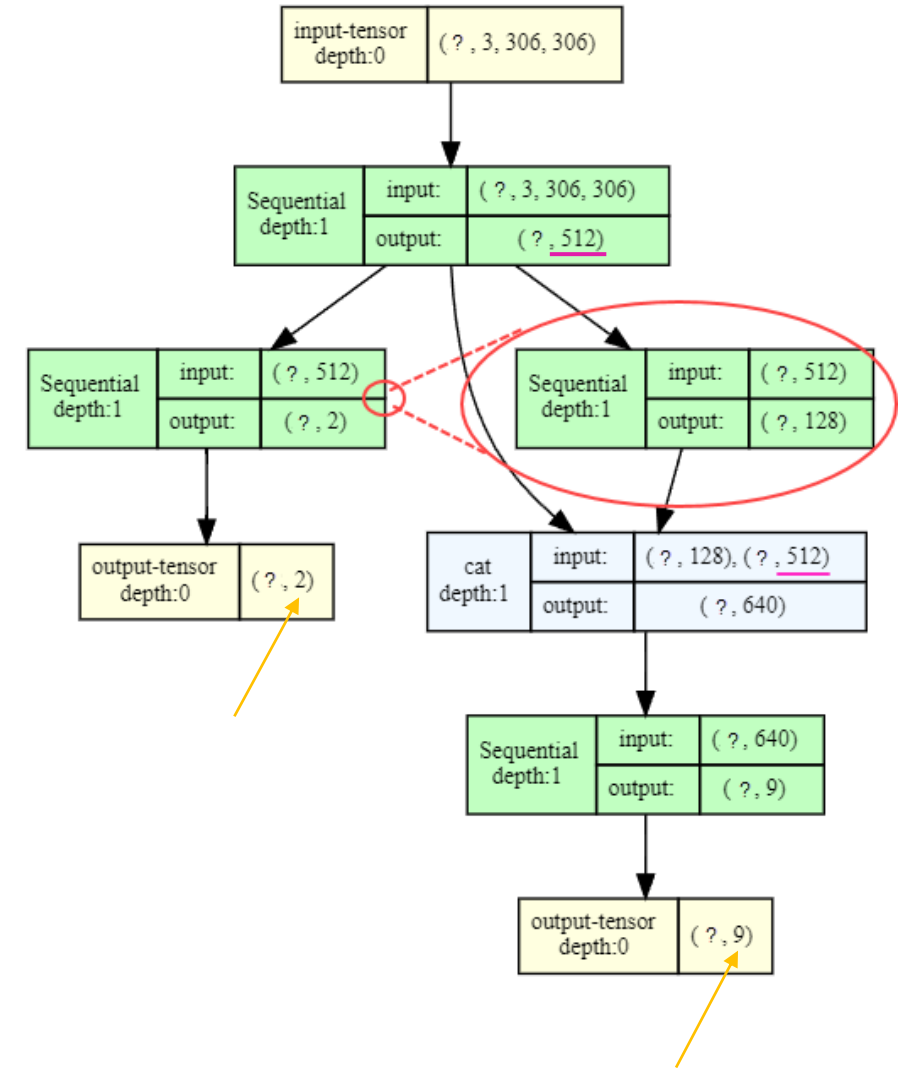 input-tensor
depth:0
( ? , 3, 306, 306)
Sequential
depth:1
input:
( ? , 3, 306, 306)
output:
( ? , 512)
Sequential
depth:1
input:
( ? , 512)
output:
( ? , 2)
Sequential
depth:1
input:
( ? , 512)
output:
( ? , 128)
output-tensor
depth:0
( ? , 2)
cat
depth:1
input:
( ? , 128), ( ? , 512)
output:
( ? , 640)
Sequential
depth:1
input:
( ? , 640)
output:
( ? , 9)
output-tensor
depth:0
( ? , 9)